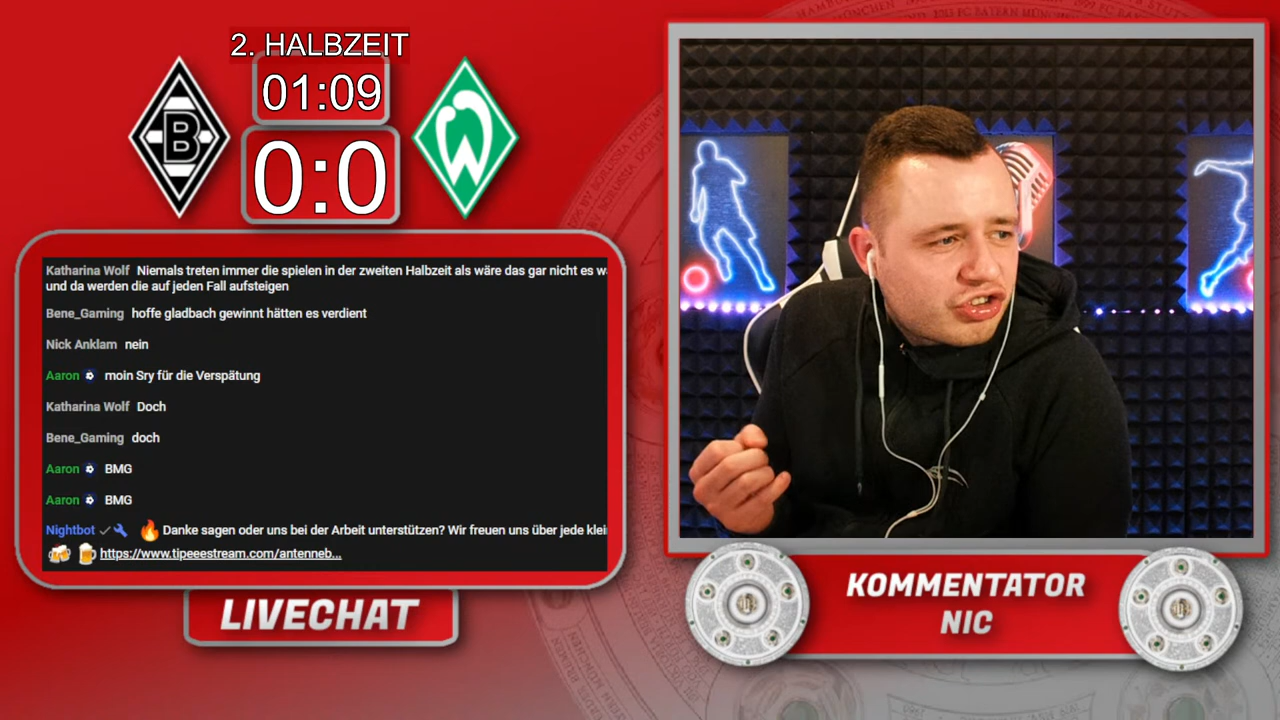 2. HALBZEIT
01:09
B
W
0:0
Katharina Wolf Niemals treten immer die spielen in der zweiten Halbzeit als wäre das gar nicht es
und da werden die auf jeden Fall aufsteigen
Bene_Gaming hoffe gladbach gewinnt hätten es verdient
Nick Anklam nein
Aaron moin Sry für die Verspätung
Katharina Wolf Doch
Bene_Gaming doch
Aaron BMG
Aaron BMG
Nightbot Danke sagen oder uns bei der Arbeit unterstützen? Wir freuen uns über jede
https://www.tipeeestream.com/antenneb...
LIVECHAT
KOMMENTATOR
NIC